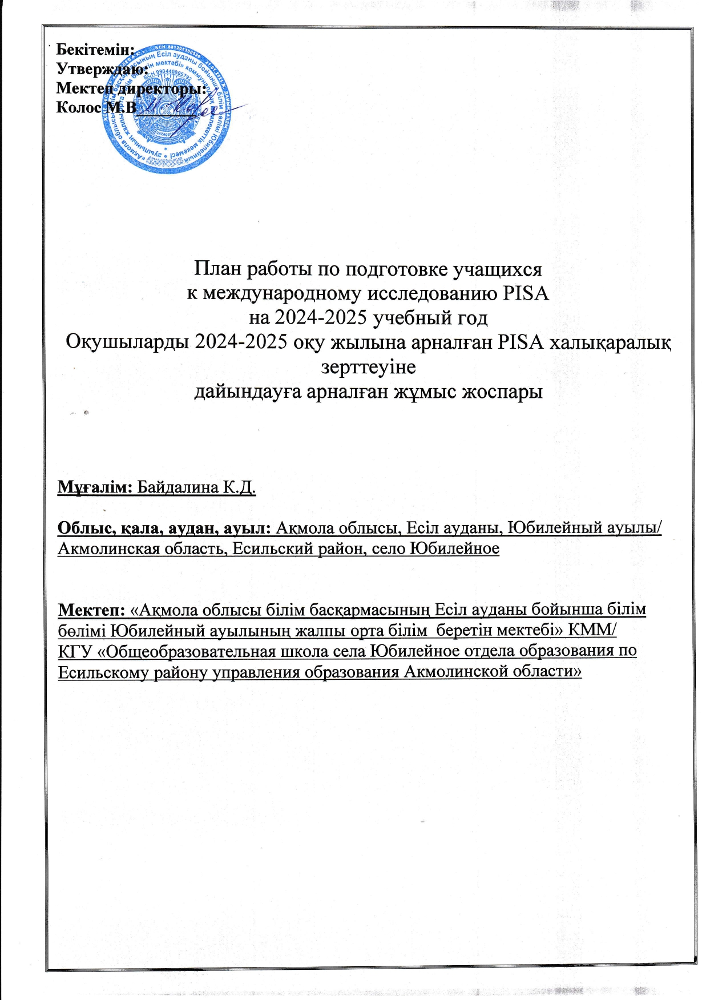 Бекітемін:
Утверждаю:
Мектеп директоры:
Колос М.В
БСН 990440005792
План работы по подготовке учащихся
к международному исследованию PISA
на 2024-2025 учебный год
Оқушыларды 2024-2025 оқу жылына арналған PISA халықаралық
зерттеуіне
дайындауға арналған жұмыс жоспары
Мұғалім: Байдалина К.Д.
Облыс, қала, аудан, ауыл: Ақмола облысы, Есіл ауданы, Юбилейный ауылы/
Акмолинская область, Есильский район, село Юбилейное
Мектеп: «Ақмола облысы білім басқармасының Есіл ауданы бойынша білім
бөлімі Юбилейный ауылының жалпы орта білім беретін мектебі» КММ/
КГУ «Общеобразовательная школа села Юбилейное отдела образования по
Есильскому району управления образования Акмолинской области»